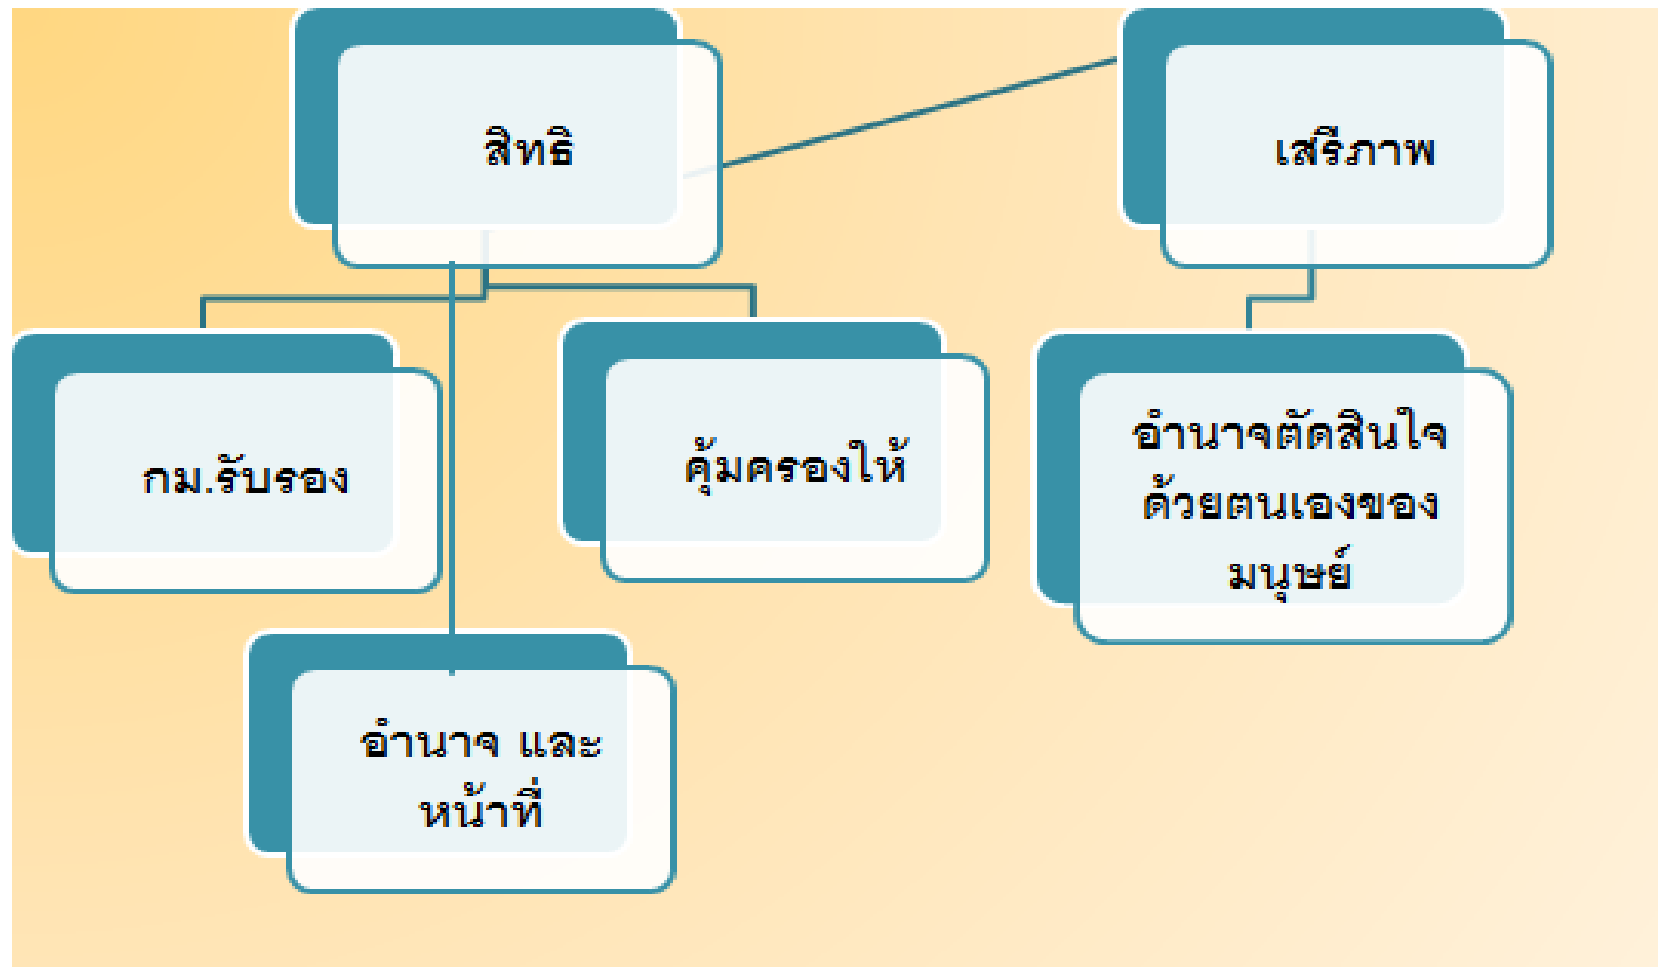 สิทธิ
เสรีภาพ
กม.รับรอง
คุ้มครองให้
อำนาจตัดสินใจ
ด้วยตนเองของ
มนุษย์
อำนาจ และ
หน้าที่